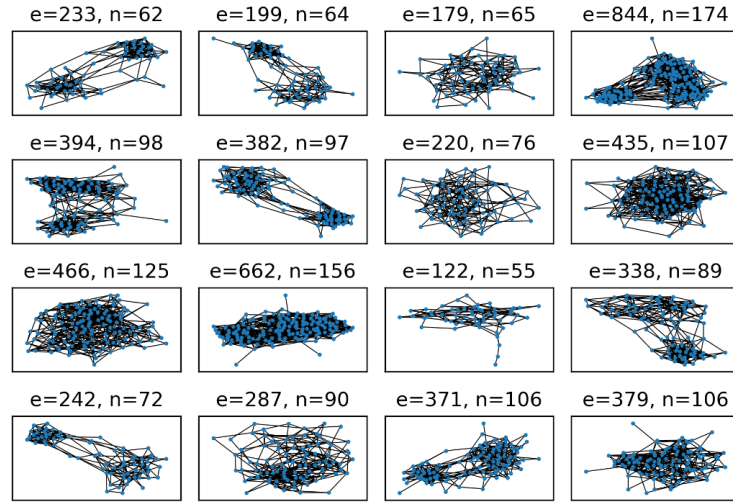 e=233, n=62
e=199, n=64
e=179, n=65
e=844, n=174
e=394, n=98
e=382, n=97
e=220, n=76
e=435, n=107
e=466, n=125
e=662, n=156
e=122, n=55
e=338, n=89
e=242, n=72
e=287, n=90
e=371, n=106
e=379, n=106